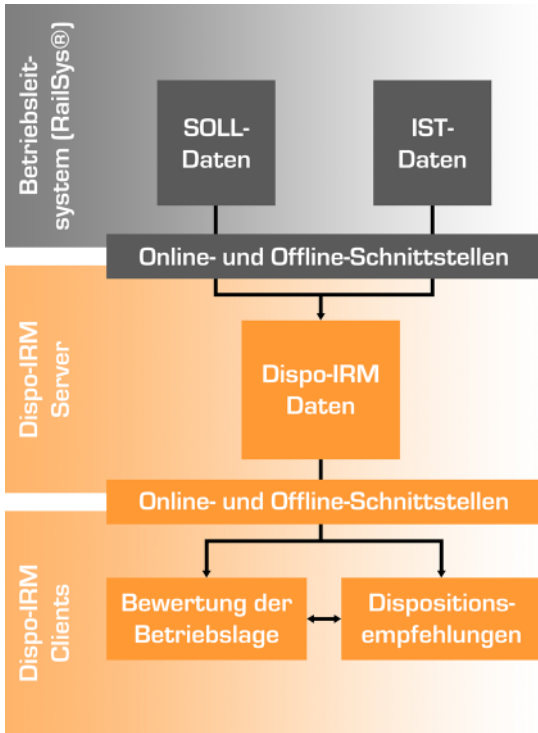 Betriebsleit-
system (RailSys®)
SOLL-
Daten
IST-
Daten
Online- und Offline-Schnittstellen
Dispo-IRM
Server
Dispo-IRM
Daten
Online- und Offline-Schnittstellen
Dispo-IRM
Clients
Bewertung der
Betriebslage
Dispositions-
empfehlungen